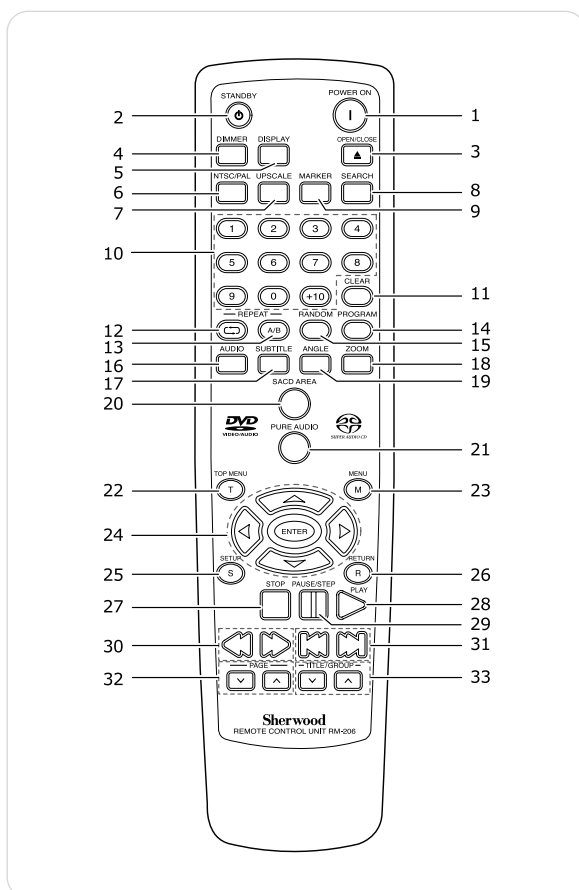 STANDBY POWER ON
2 1
DIMMER DISPLAY OPEN/CLOSE
4 3
5
NTSC/PAL UPSCALE MARKER SEARCH
6 8
7 9
1 2 3 4
10
5 6 7 8
CLEAR
9 0 +10
11
REPEAT RANDOM PROGRAM
12 A/B 14
13 15
AUDIO SUBTITLE ANGLE ZOOM
16 18
17 19
SACD AREA
20
DVD
VIDEO/AUDIO SUPER AUDIO CD
PURE AUDIO
21
TOP MENU MENU
22 T M 23
24 ENTER
SETUP RETURN
25 S R 26
STOP PAUSE/STEP PLAY
27 28
29
30 31
PAGE TITLE/GROUP
32 33
Sherwood
REMOTE CONTROL UNIT RM-206